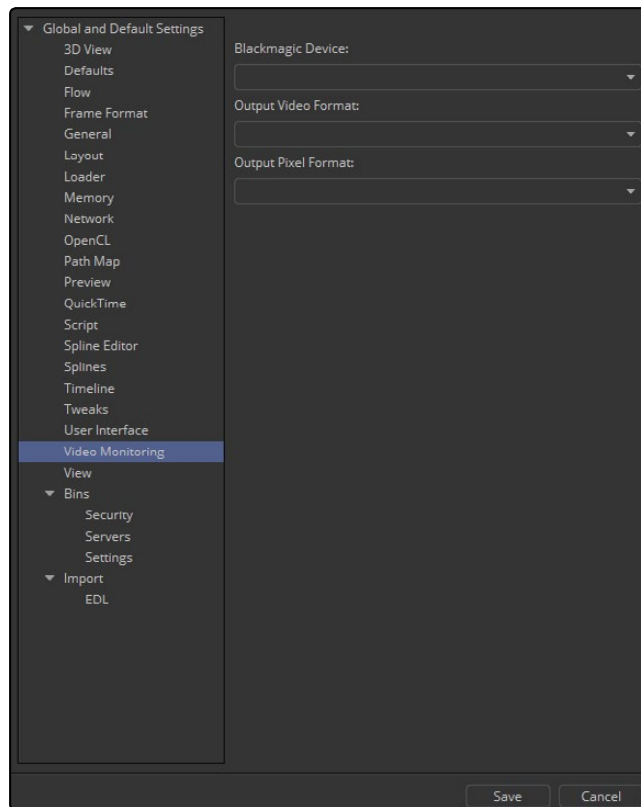 Global and Default Settings
3D View
Defaults
Flow
Frame Format
General
Layout
Loader
Memory
Network
OpenCL
Path Map
Preview
QuickTime
Script
Spline Editor
Splines
Timeline
Tweaks
User Interface
Video Monitoring
View
Bins
Security
Servers
Settings
Import
EDL
Blackmagic Device:
Output Video Format:
Output Pixel Format:
Save
Cancel